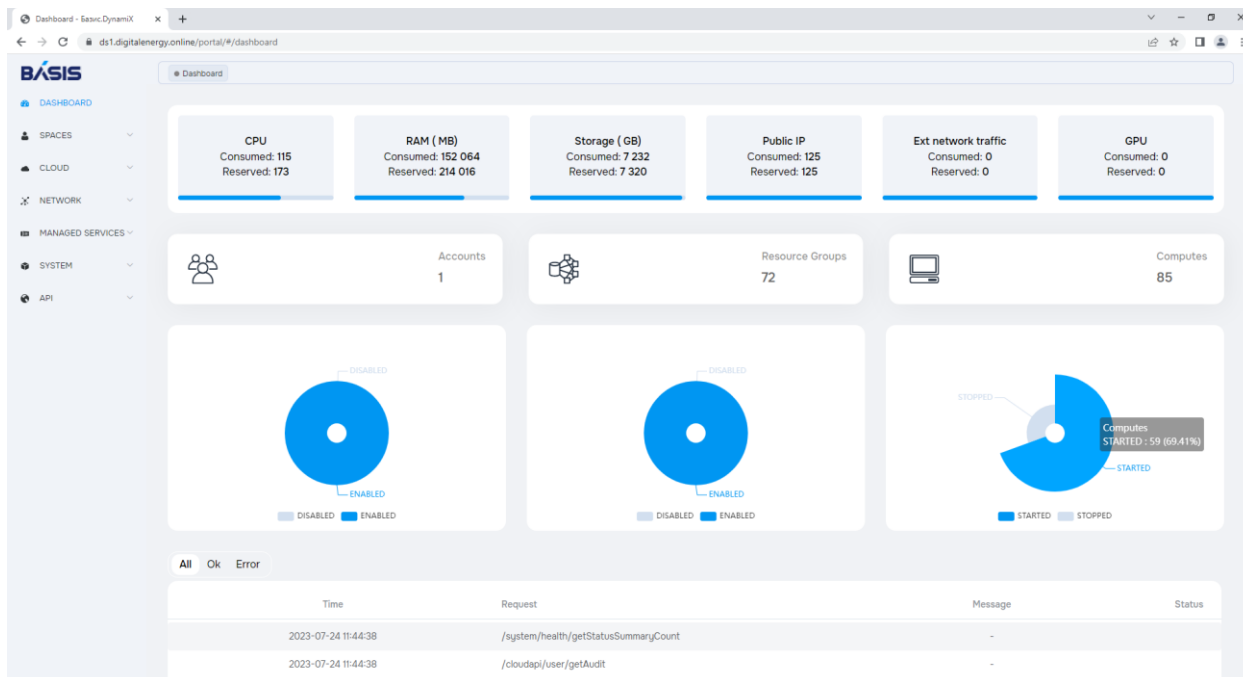 Dashboard - Базис.DynamiX
ds1.digitalenergy.online/portal/#/dashboard
BÁSIS
Dashboard
DASHBOARD
SPACES
CLOUD
NETWORK
MANAGED SERVICES
SYSTEM
API
CPU
Consumed: 115
Reserved: 173
RAM ( MB)
Consumed: 152 064
Reserved: 214 016
Storage ( GB)
Consumed: 7 232
Reserved: 7 320
Public IP
Consumed: 125
Reserved: 125
Ext network traffic
Consumed: 0
Reserved: 0
GPU
Consumed: 0
Reserved: 0
Accounts
1
Resource Groups
72
Computes
85
DISABLED
ENABLED
DISABLED ENABLED
DISABLED
ENABLED
DISABLED ENABLED
STOPPED
Computes
STARTED : 59 (69.41%)
STARTED
STARTED STOPPED
All Ok Error
Time Request Message Status
2023-07-24 11:44:38 /system/health/getStatusSummaryCount -
2023-07-24 11:44:38 /cloudapi/user/getAudit -